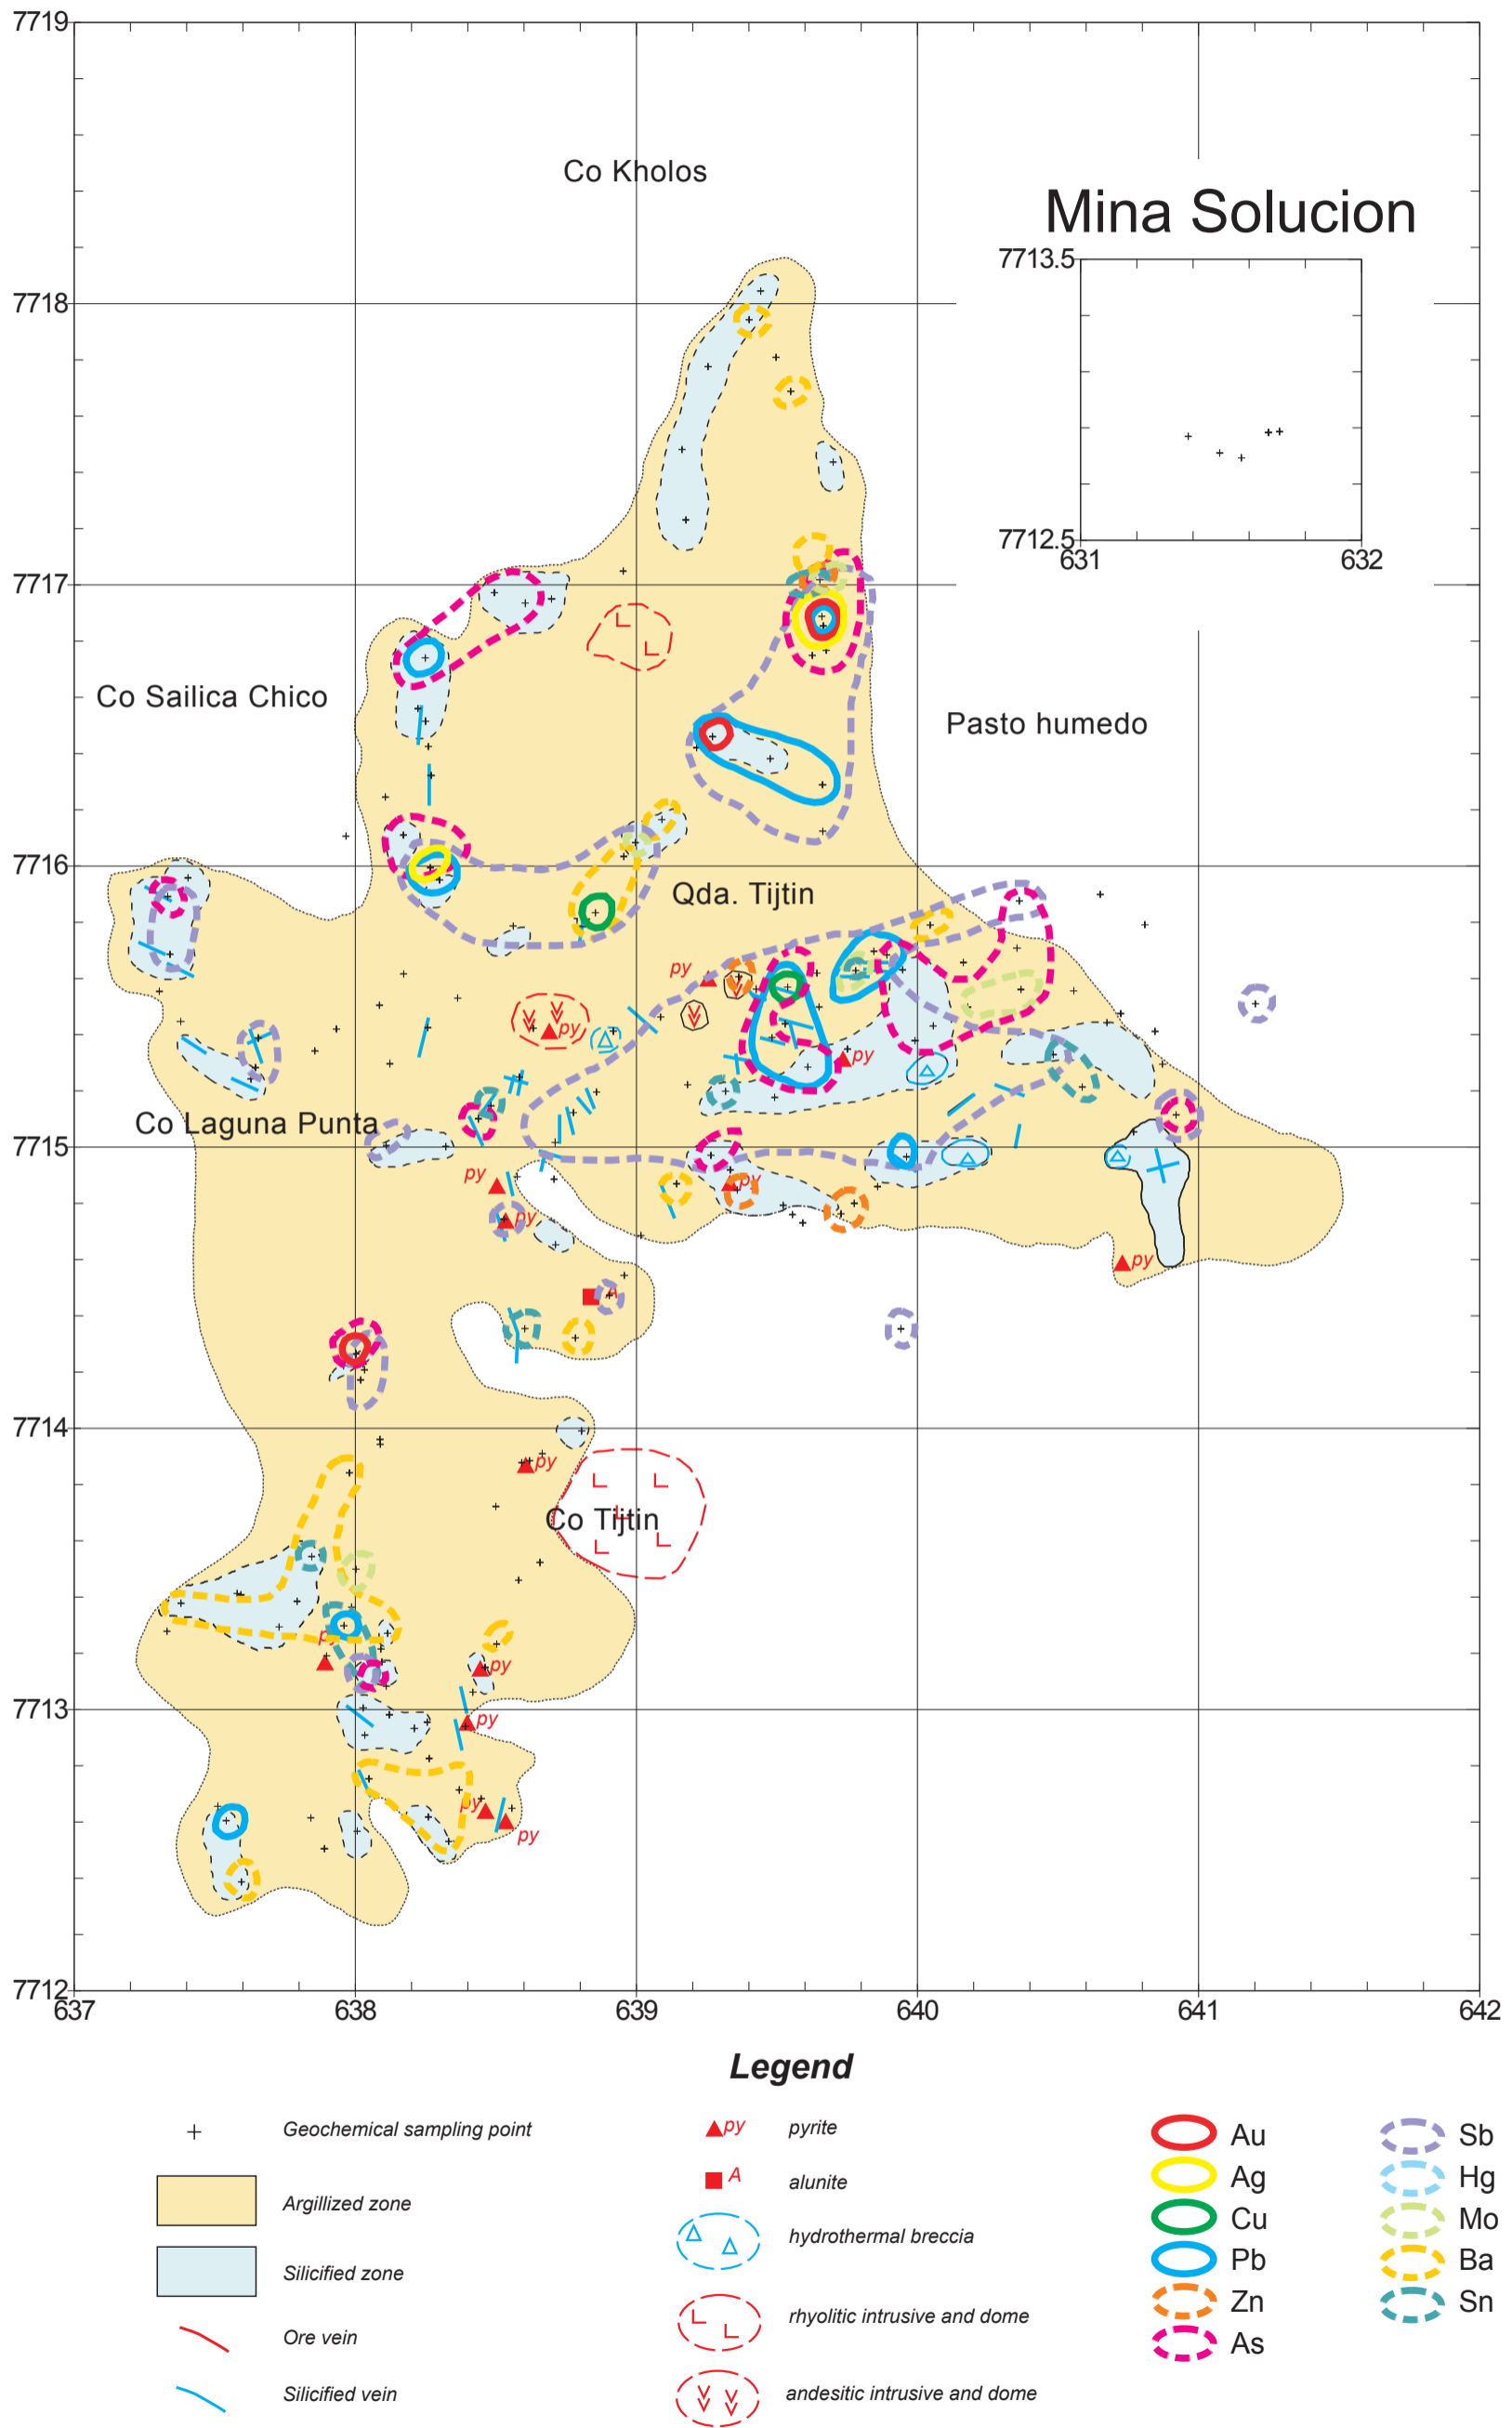 7719
Co Kholos
Mina Solucion
7713.5
7718
7712.5
631
632
7717
Co Sailica Chico
Pasto humedo
7716
Qda. Tijtin
py
py
py
Co Laguna Punta
7715
py
py
py
py
A
7714
py
Co Tijtin
py
py
7713
py
py
py
7712
637
638
639
640
641
642
Legend
Geochemical sampling point
Argillized zone
Silicified zone
Ore vein
Silicified vein
py
pyrite
A
alunite
hydrothermal breccia
rhyolitic intrusive and dome
andesitic intrusive and dome
Au
Ag
Cu
Pb
Zn
As
Sb
Hg
Mo
Ba
Sn